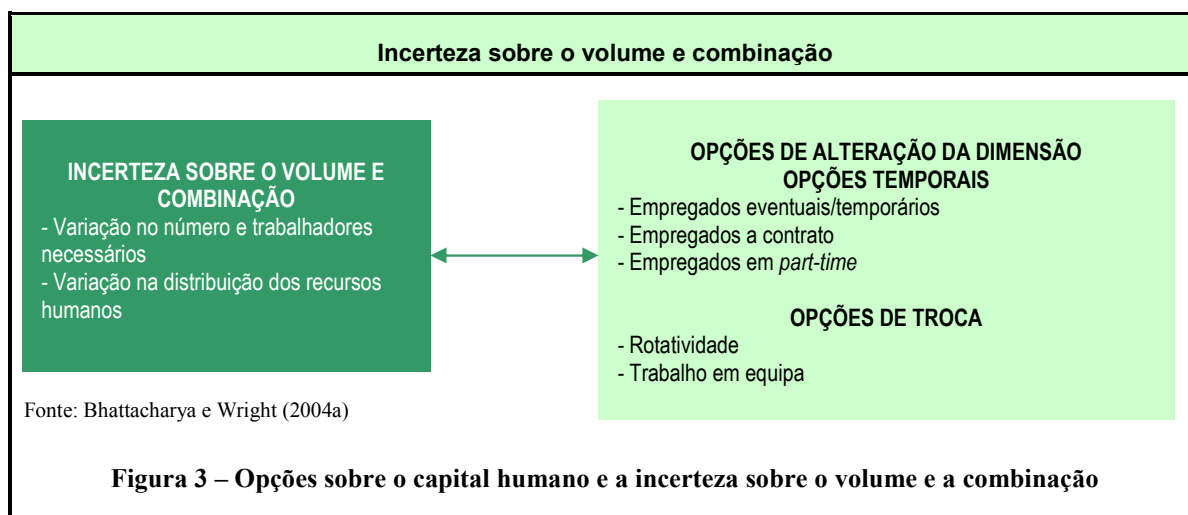 Incerteza sobre o volume e combinação
INCERTEZA SOBRE O VOLUME E
COMBINAÇÃO
- Variação no número e trabalhadores
necessários
- Variação na distribuição dos recursos
humanos
OPÇÕES DE ALTERAÇÃO DA DIMENSÃO
OPÇÕES TEMPORAIS
- Empregados eventuais/temporários
- Empregados a contrato
- Empregados em part-time
OPÇÕES DE TROCA
- Rotatividade
- Trabalho em equipa
Fonte: Bhattacharya e Wright (2004a)
Figura 3 – Opções sobre o capital humano e a incerteza sobre o volume e a combinação